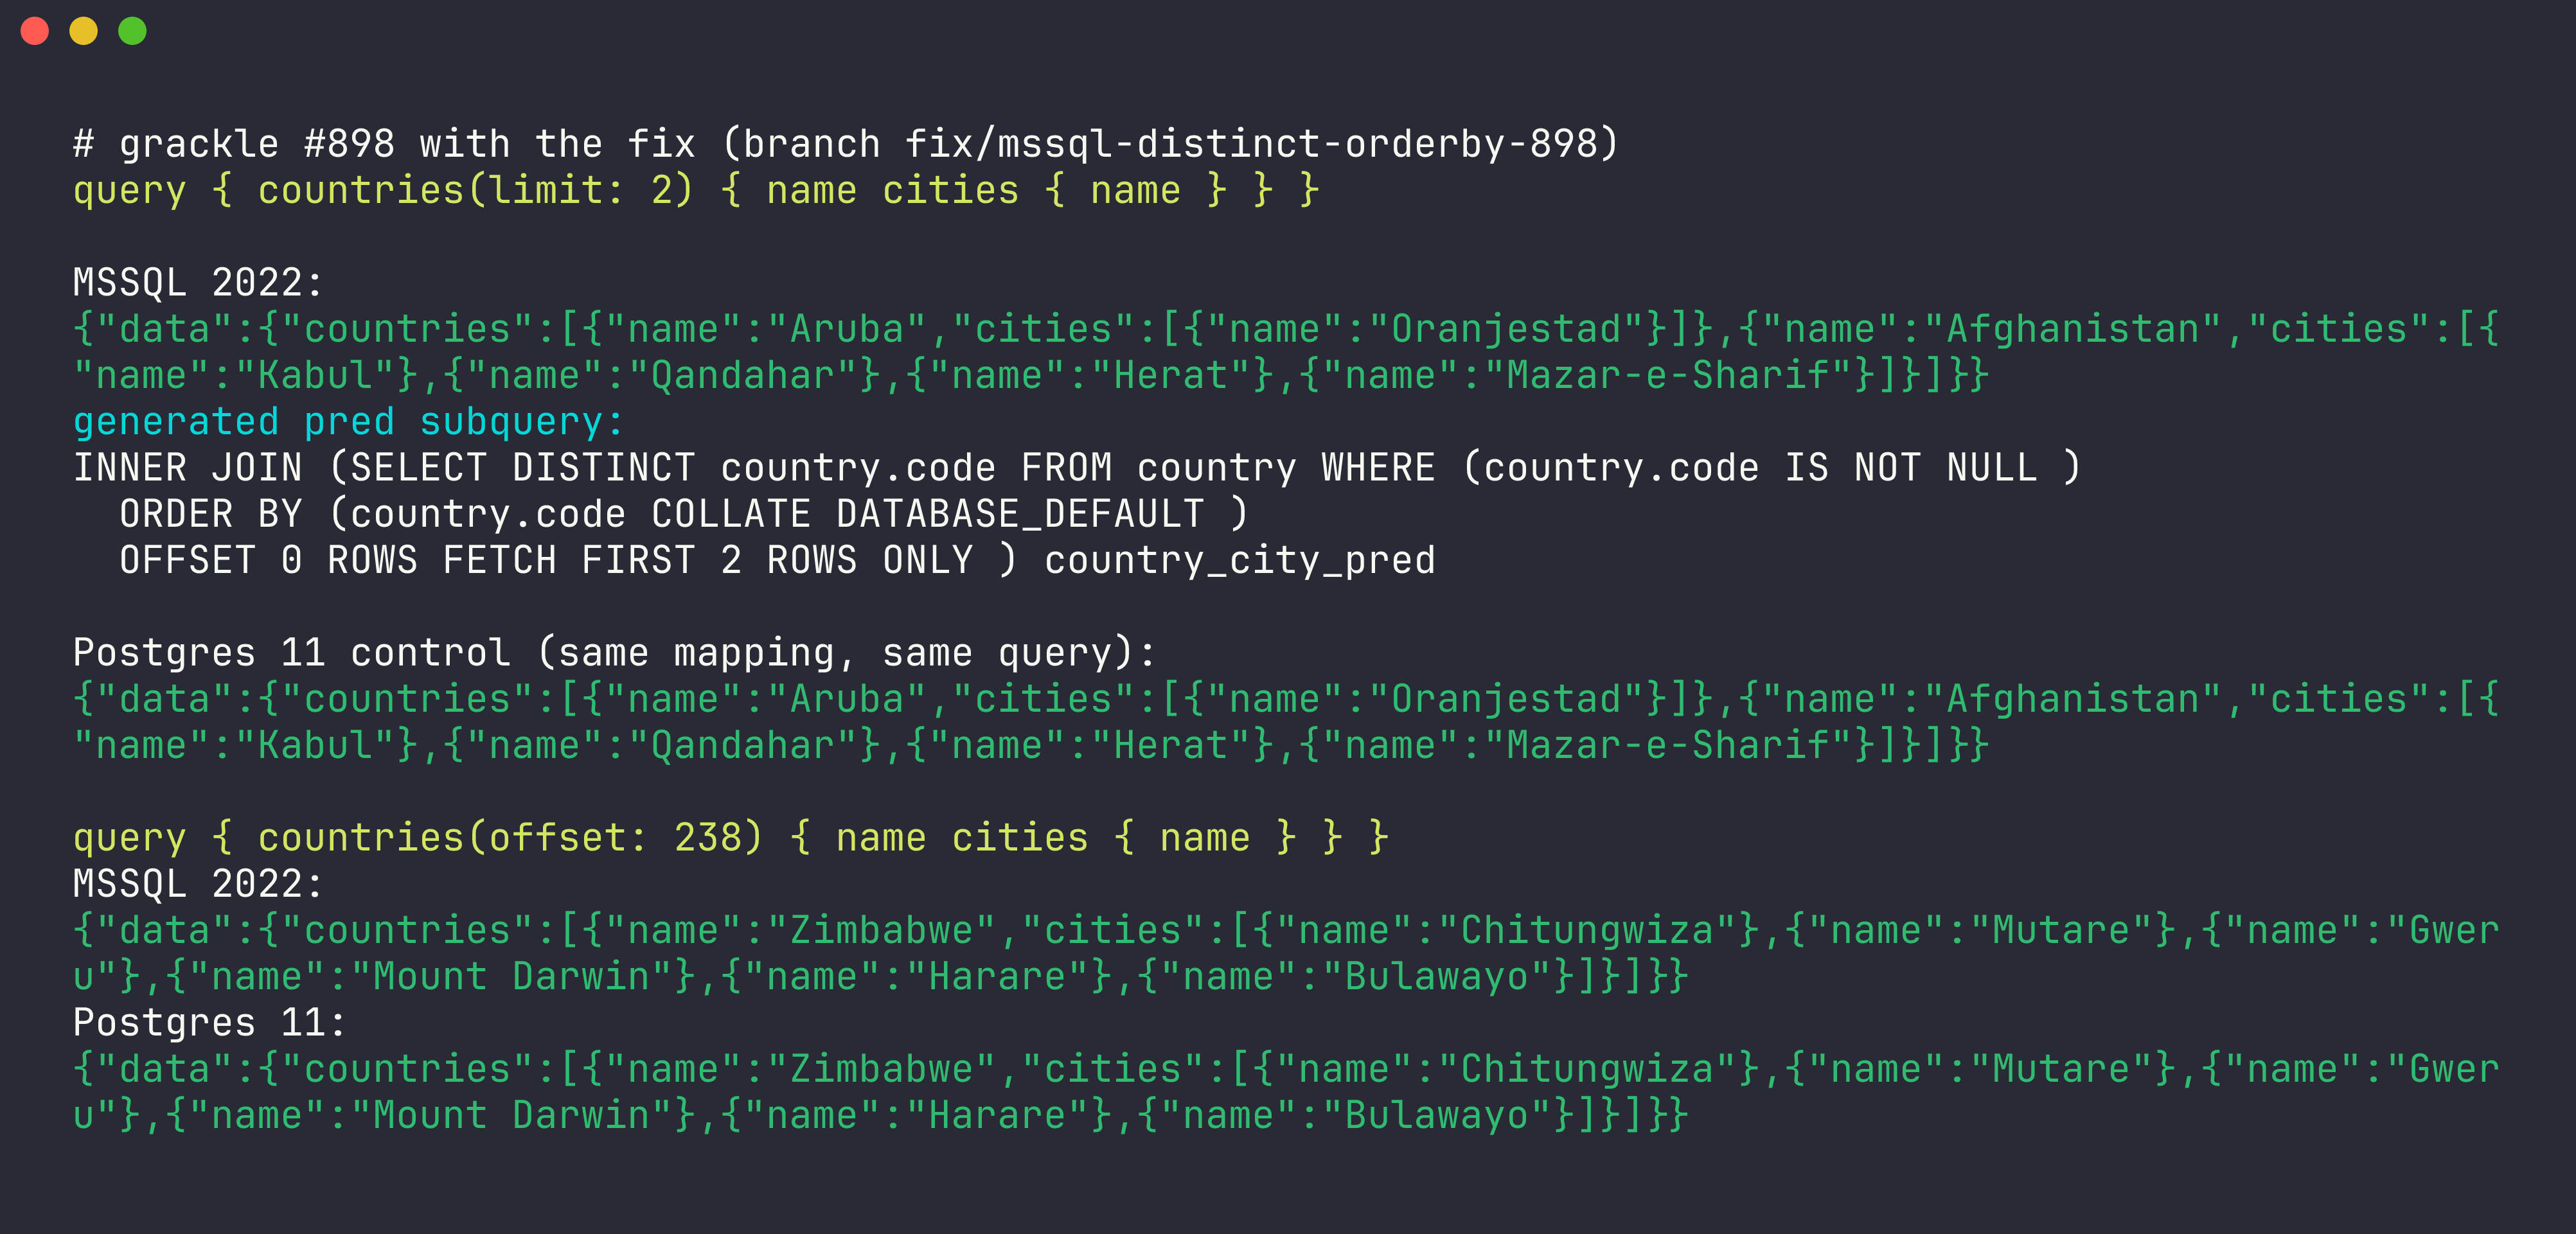 # grackle #898 with the fix (branch fix/mssql-distinct-orderby-898)
query { countries(limit: 2) { name cities { name } } }
MSSQL 2022:
{"data":{"countries":[{"name":"Aruba","cities":[{"name":"Oranjestad"}]},{"name":"Afghanistan","cities":[{
"name":"Kabul"},{"name":"Qandahar"},{"name":"Herat"},{"name":"Mazar-e-Sharif"}]}]}}
generated pred subquery:
INNER JOIN (SELECT DISTINCT country.code FROM country WHERE (country.code IS NOT NULL )
  ORDER BY (country.code COLLATE DATABASE_DEFAULT )
  OFFSET 0 ROWS FETCH FIRST 2 ROWS ONLY ) country_city_pred
Postgres 11 control (same mapping, same query):
{"data":{"countries":[{"name":"Aruba","cities":[{"name":"Oranjestad"}]},{"name":"Afghanistan","cities":[{
"name":"Kabul"},{"name":"Qandahar"},{"name":"Herat"},{"name":"Mazar-e-Sharif"}]}]}}
query { countries(offset: 238) { name cities { name } } }
MSSQL 2022:
{"data":{"countries":[{"name":"Zimbabwe","cities":[{"name":"Chitungwiza"},{"name":"Mutare"},{"name":"Gwer
u"},{"name":"Mount Darwin"},{"name":"Harare"},{"name":"Bulawayo"}]}]}}
Postgres 11:
{"data":{"countries":[{"name":"Zimbabwe","cities":[{"name":"Chitungwiza"},{"name":"Mutare"},{"name":"Gwer
u"},{"name":"Mount Darwin"},{"name":"Harare"},{"name":"Bulawayo"}]}]}}